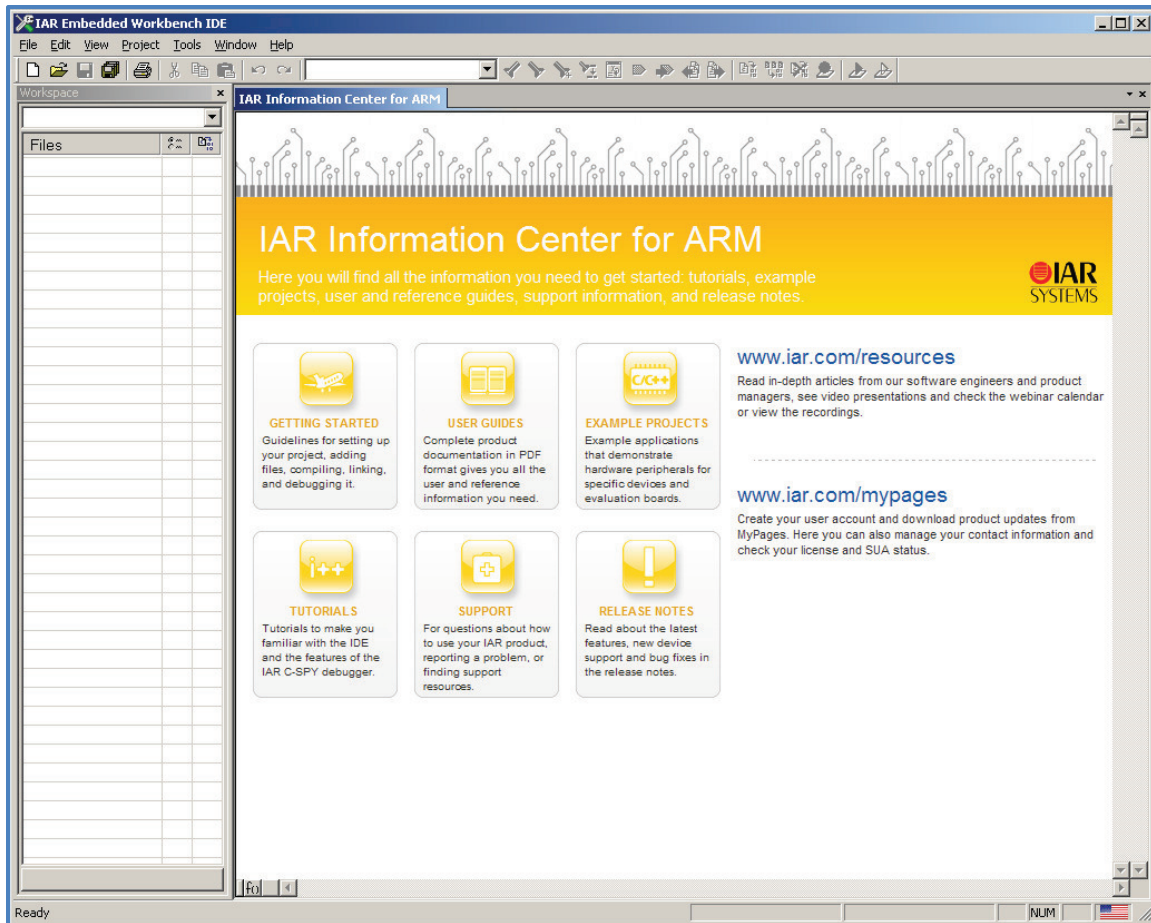 IAR Embedded Workbench IDE
File Edit View Project Tools Window Help
Workspace
IAR Information Center for ARM
Files
IAR Information Center for ARM
Here you will find all the information you need to get started: tutorials, example
projects, user and reference guides, support information, and release notes.
IAR
SYSTEMS
C/C++
GETTING STARTED
Guidelines for setting up
your project, adding
files, compiling, linking,
and debugging it.
USER GUIDES
Complete product
documentation in PDF
format gives you all the
user and reference
information you need.
EXAMPLE PROJECTS
Example applications
that demonstrate
hardware peripherals for
specific devices and
evaluation boards.
www.iar.com/resources
Read in-depth articles from our software engineers and product
managers, see video presentations and check the webinar calendar
or view the recordings.
www.iar.com/mypages
Create your user account and download product updates from
MyPages. Here you can also manage your contact information and
check your license and SUA status.
i++
TUTORIALS
Tutorials to make you
familiar with the IDE
and the features of the
IAR C-SPY debugger.
SUPPORT
For questions about how
to use your IAR product,
reporting a problem, or
finding support
resources.
RELEASE NOTES
Read about the latest
features, new device
support and bug fixes in
the release notes.
fo
Ready
NUM